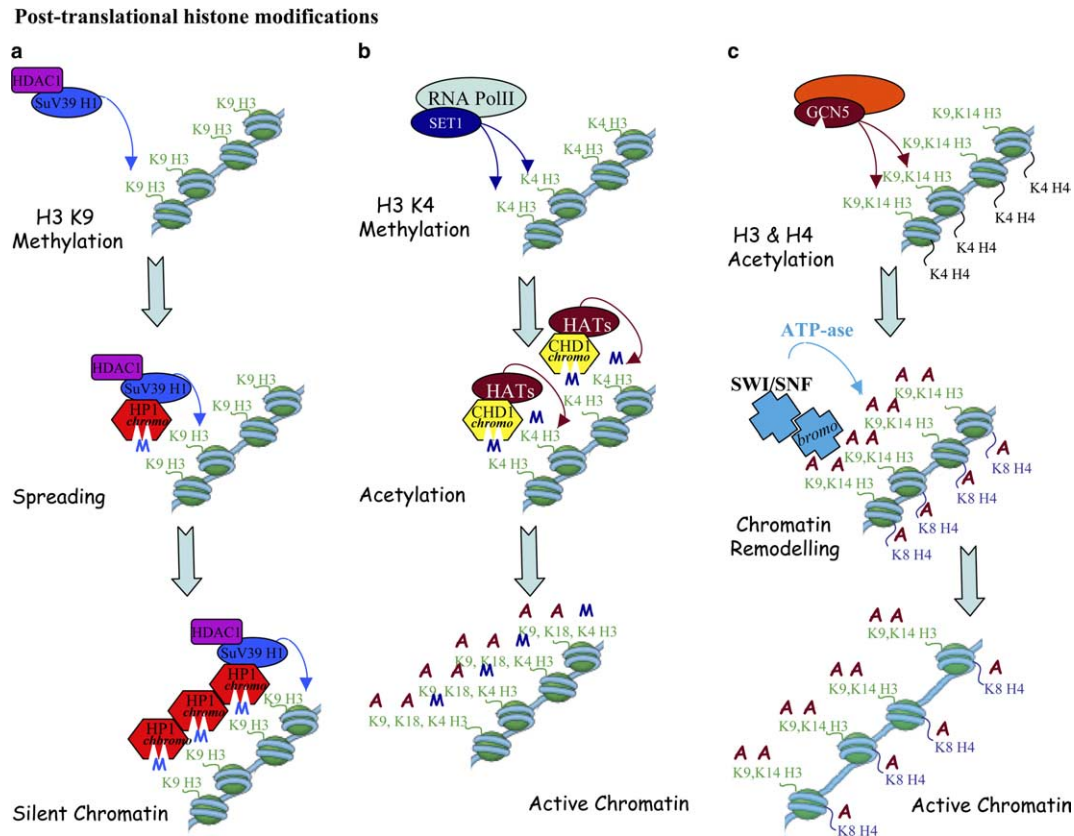 Post-translational histone modifications
a
HDAC1
SuV39 H1
K9 H3
K9 H3
K9 H3
K9 H3
H3 K9
Methylation
HDAC1
SuV39 H1
HP1
chromo
M
K9 H3
K9 H3
K9 H3
K9 H3
Spreading
HDAC1
SuV39 H1
HP1
chromo
M
HP1
chromo
M
HP1
chromo
M
K9 H3
K9 H3
K9 H3
K9 H3
Silent Chromatin
b
RNA PolII
SET1
K4 H3
K4 H3
K4 H3
K4 H3
H3 K4
Methylation
HATs
CHD1
chromo
M
M
HATs
CHD1
chromo
M
M
K4 H3
K4 H3
K4 H3
K4 H3
Acetylation
A A M
K9, K18, K4 H3
A A M
K9, K18, K4 H3
A A M
K9, K18, K4 H3
A A M
K9, K18, K4 H3
Active Chromatin
c
GCN5
K9,K14 H3
K9,K14 H3
K9,K14 H3
K9,K14 H3
K4 H4
K4 H4
K4 H4
K4 H4
H3 & H4
Acetylation
ATP-ase
SWI/SNF
bromo
A A
K9,K14 H3
A A
K9,K14 H3
A A
K9,K14 H3
A A
K9,K14 H3
A
K8 H4
A
K8 H4
A
K8 H4
A
K8 H4
Chromatin
Remodelling
A A
K9,K14 H3
A A
K9,K14 H3
A A
K9,K14 H3
A A
K9,K14 H3
A
K8 H4
A
K8 H4
A
K8 H4
A
K8 H4
Active Chromatin